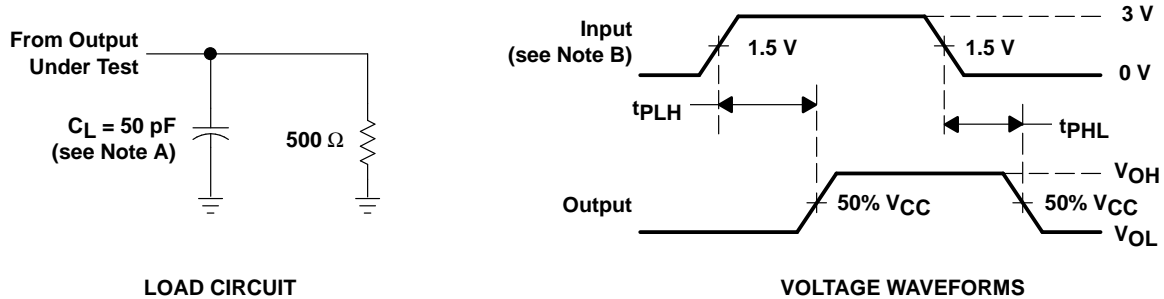 From Output
Under Test
CL = 50 pF
(see Note A)
500 Ω
LOAD CIRCUIT
Input
(see Note B)
1.5 V
1.5 V
3 V
0 V
tPLH
tPHL
Output
50% VCC
50% VCC
VOH
VOL
VOLTAGE WAVEFORMS